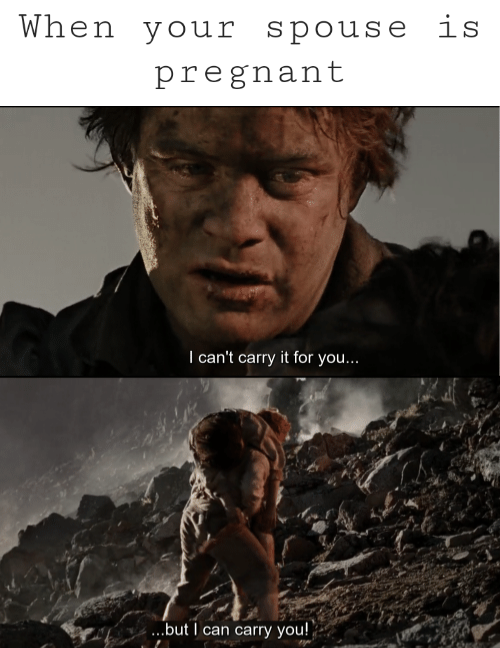 When your spouse is
pregnant
I can't carry it for you...
...but I can carry you!